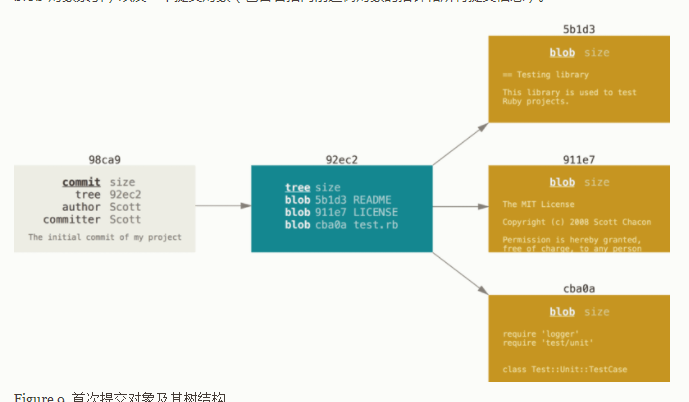 5b1d3
blob size
== Testing library
This library is used to test
Ruby projects.
98ca9
commit size
tree 92ec2
author Scott
committer Scott
The initial commit of my project
92ec2
tree size
blob 5b1d3 README
blob 911e7 LICENSE
blob cba0a test.rb
911e7
blob size
The MIT License
Copyright (c) 2008 Scott Chacon
Permission is hereby granted,
free of charge, to any person
cba0a
blob size
require 'logger'
require 'test/unit'
class Test::Unit::TestCase
Figure 9. 首次提交对象及其树结构